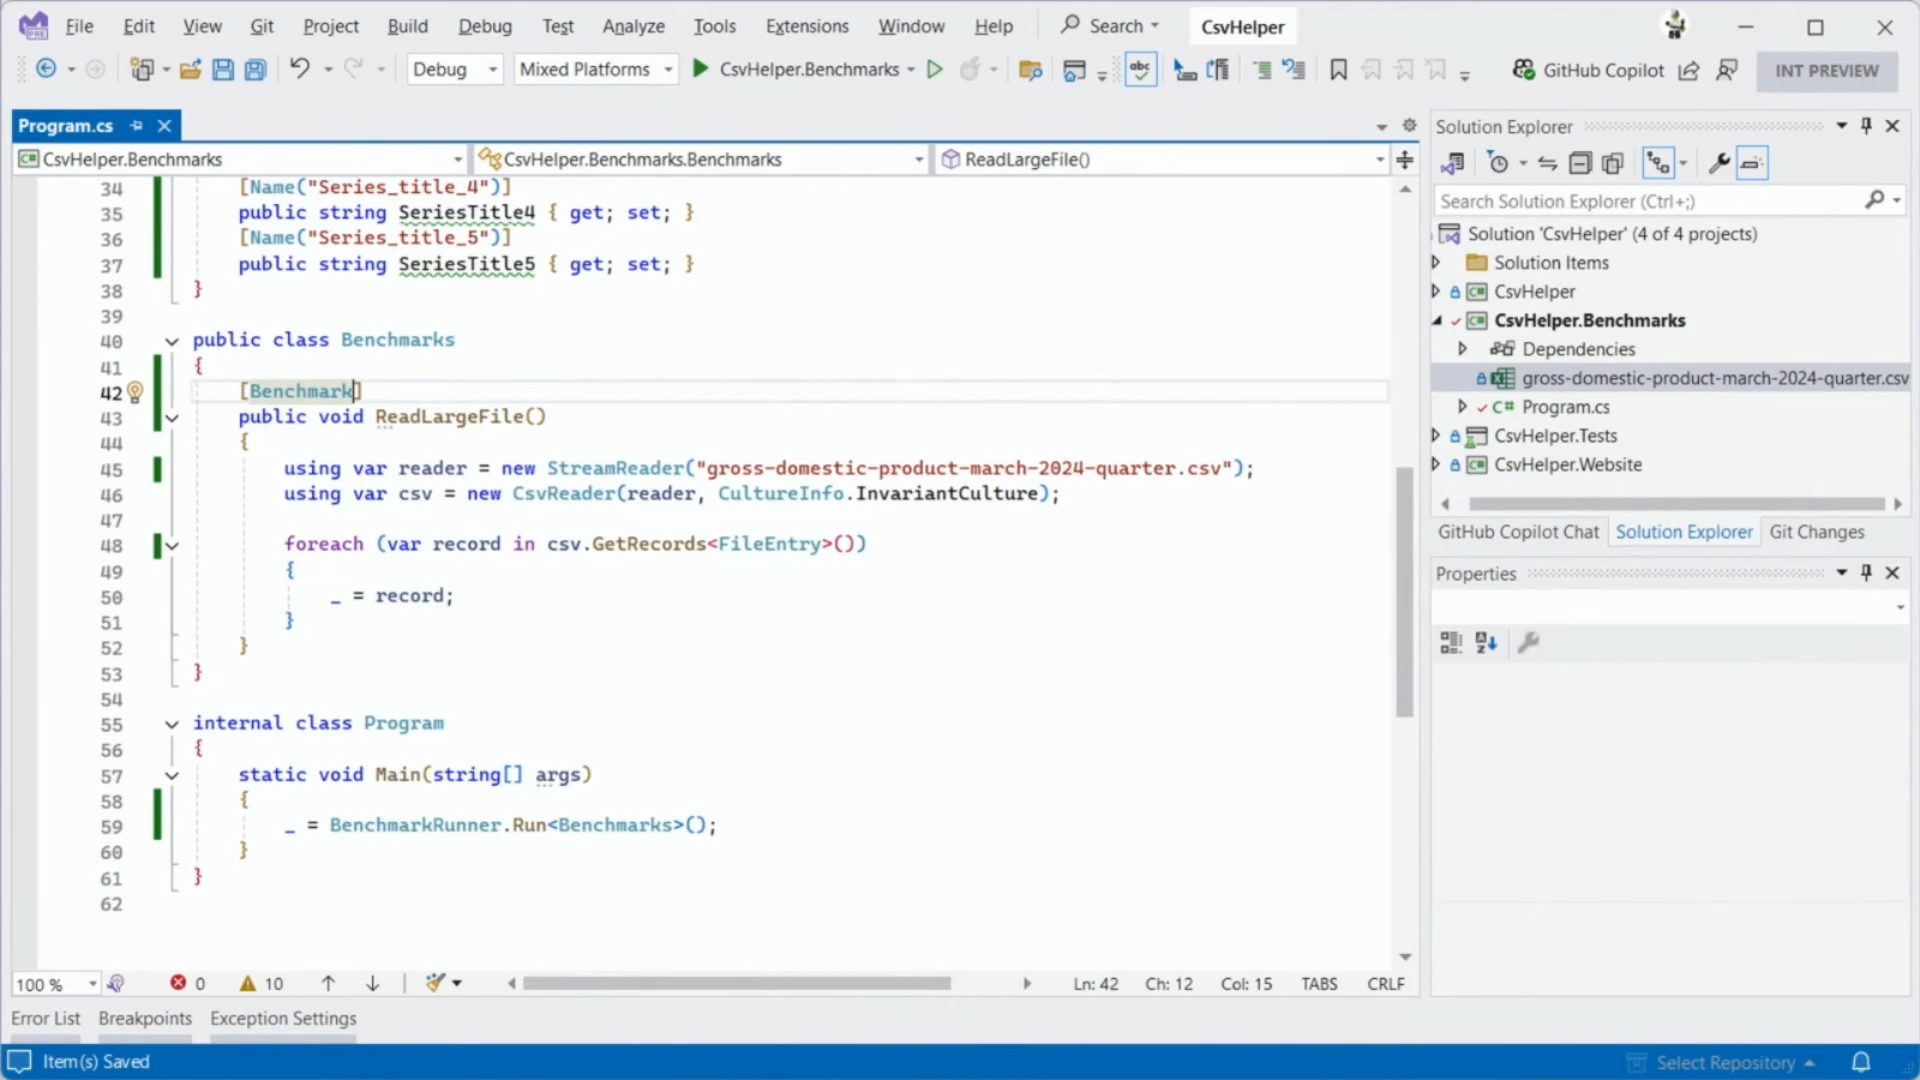 File Edit View Git Project Build Debug Test Analyze Tools Extensions Window Help Search CsvHelper
PRE
Debug Mixed Platforms CsvHelper.Benchmarks abc GitHub Copilot INT PREVIEW
Program.cs
CsvHelper.Benchmarks CsvHelper.Benchmarks.Benchmarks ReadLargeFile()
34 [Name("Series_title_4")]
35 public string SeriesTitle4 { get; set; }
36 [Name("Series_title_5")]
37 public string SeriesTitle5 { get; set; }
38 }
39
40 public class Benchmarks
41 {
42 [Benchmark]
43 public void ReadLargeFile()
44 {
45 using var reader = new StreamReader("gross-domestic-product-march-2024-quarter.csv");
46 using var csv = new CsvReader(reader, CultureInfo.InvariantCulture);
47
48 foreach (var record in csv.GetRecords<FileEntry>())
49 {
50 _ = record;
51 }
52 }
53 }
54
55 internal class Program
56 {
57 static void Main(string[] args)
58 {
59 _ = BenchmarkRunner.Run<Benchmarks>();
60 }
61 }
62
100 % 0 10 Ln: 42 Ch: 12 Col: 15 TABS CRLF
Solution Explorer
Search Solution Explorer (Ctrl+;)
Solution 'CsvHelper' (4 of 4 projects)
Solution Items
C# CsvHelper
C# CsvHelper.Benchmarks
Dependencies
gross-domestic-product-march-2024-quarter.csv
C# Program.cs
CsvHelper.Tests
C# CsvHelper.Website
GitHub Copilot Chat Solution Explorer Git Changes
Properties
Error List Breakpoints Exception Settings
Item(s) Saved Select Repository